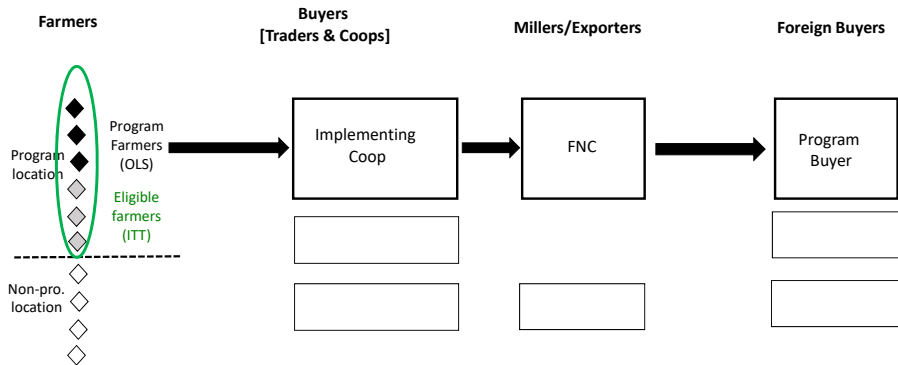 Farmers
Buyers
[Traders & Coops]
Millers/Exporters
Foreign Buyers
Program
location
Program
Farmers
(OLS)
Eligible
farmers
(ITT)
Implementing
Coop
FNC
Program
Buyer
Non-pro.
location